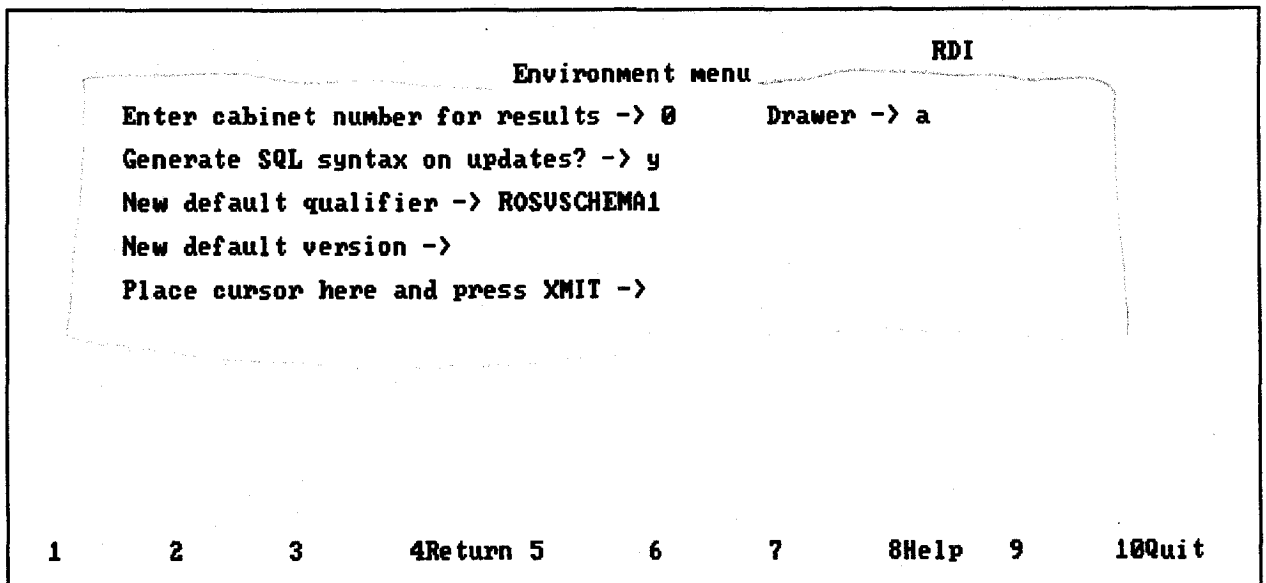 RDI
Environment menu
Enter cabinet number for results -> 0 Drawer -> a
Generate SQL syntax on updates? -> y
New default qualifier -> ROSVSCHEMA1
New default version ->
Place cursor here and press XMIT ->
1 2 3 4Return 5 6 7 8Help 9 10Quit